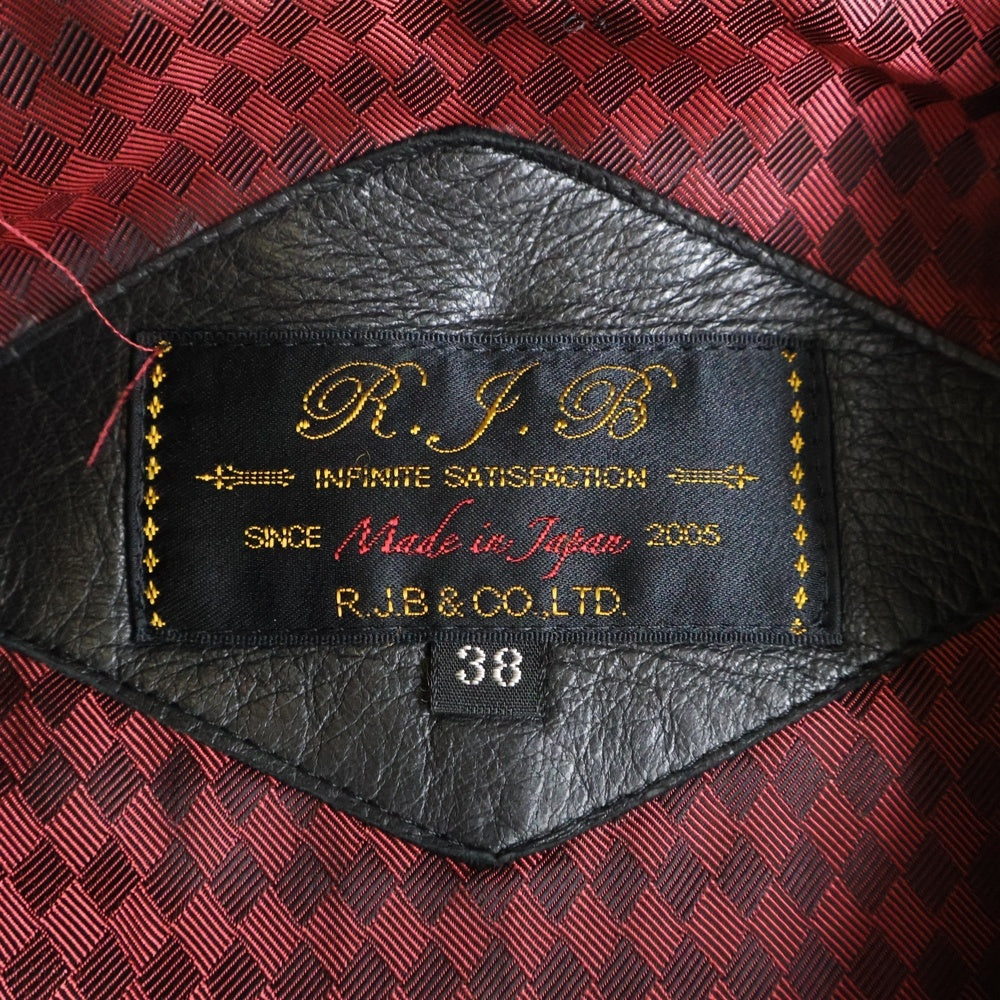 R.J.B
INFINITE SATISFACTION
SINCE Made in Japan 2005
R.J.B & CO.,LTD.
38